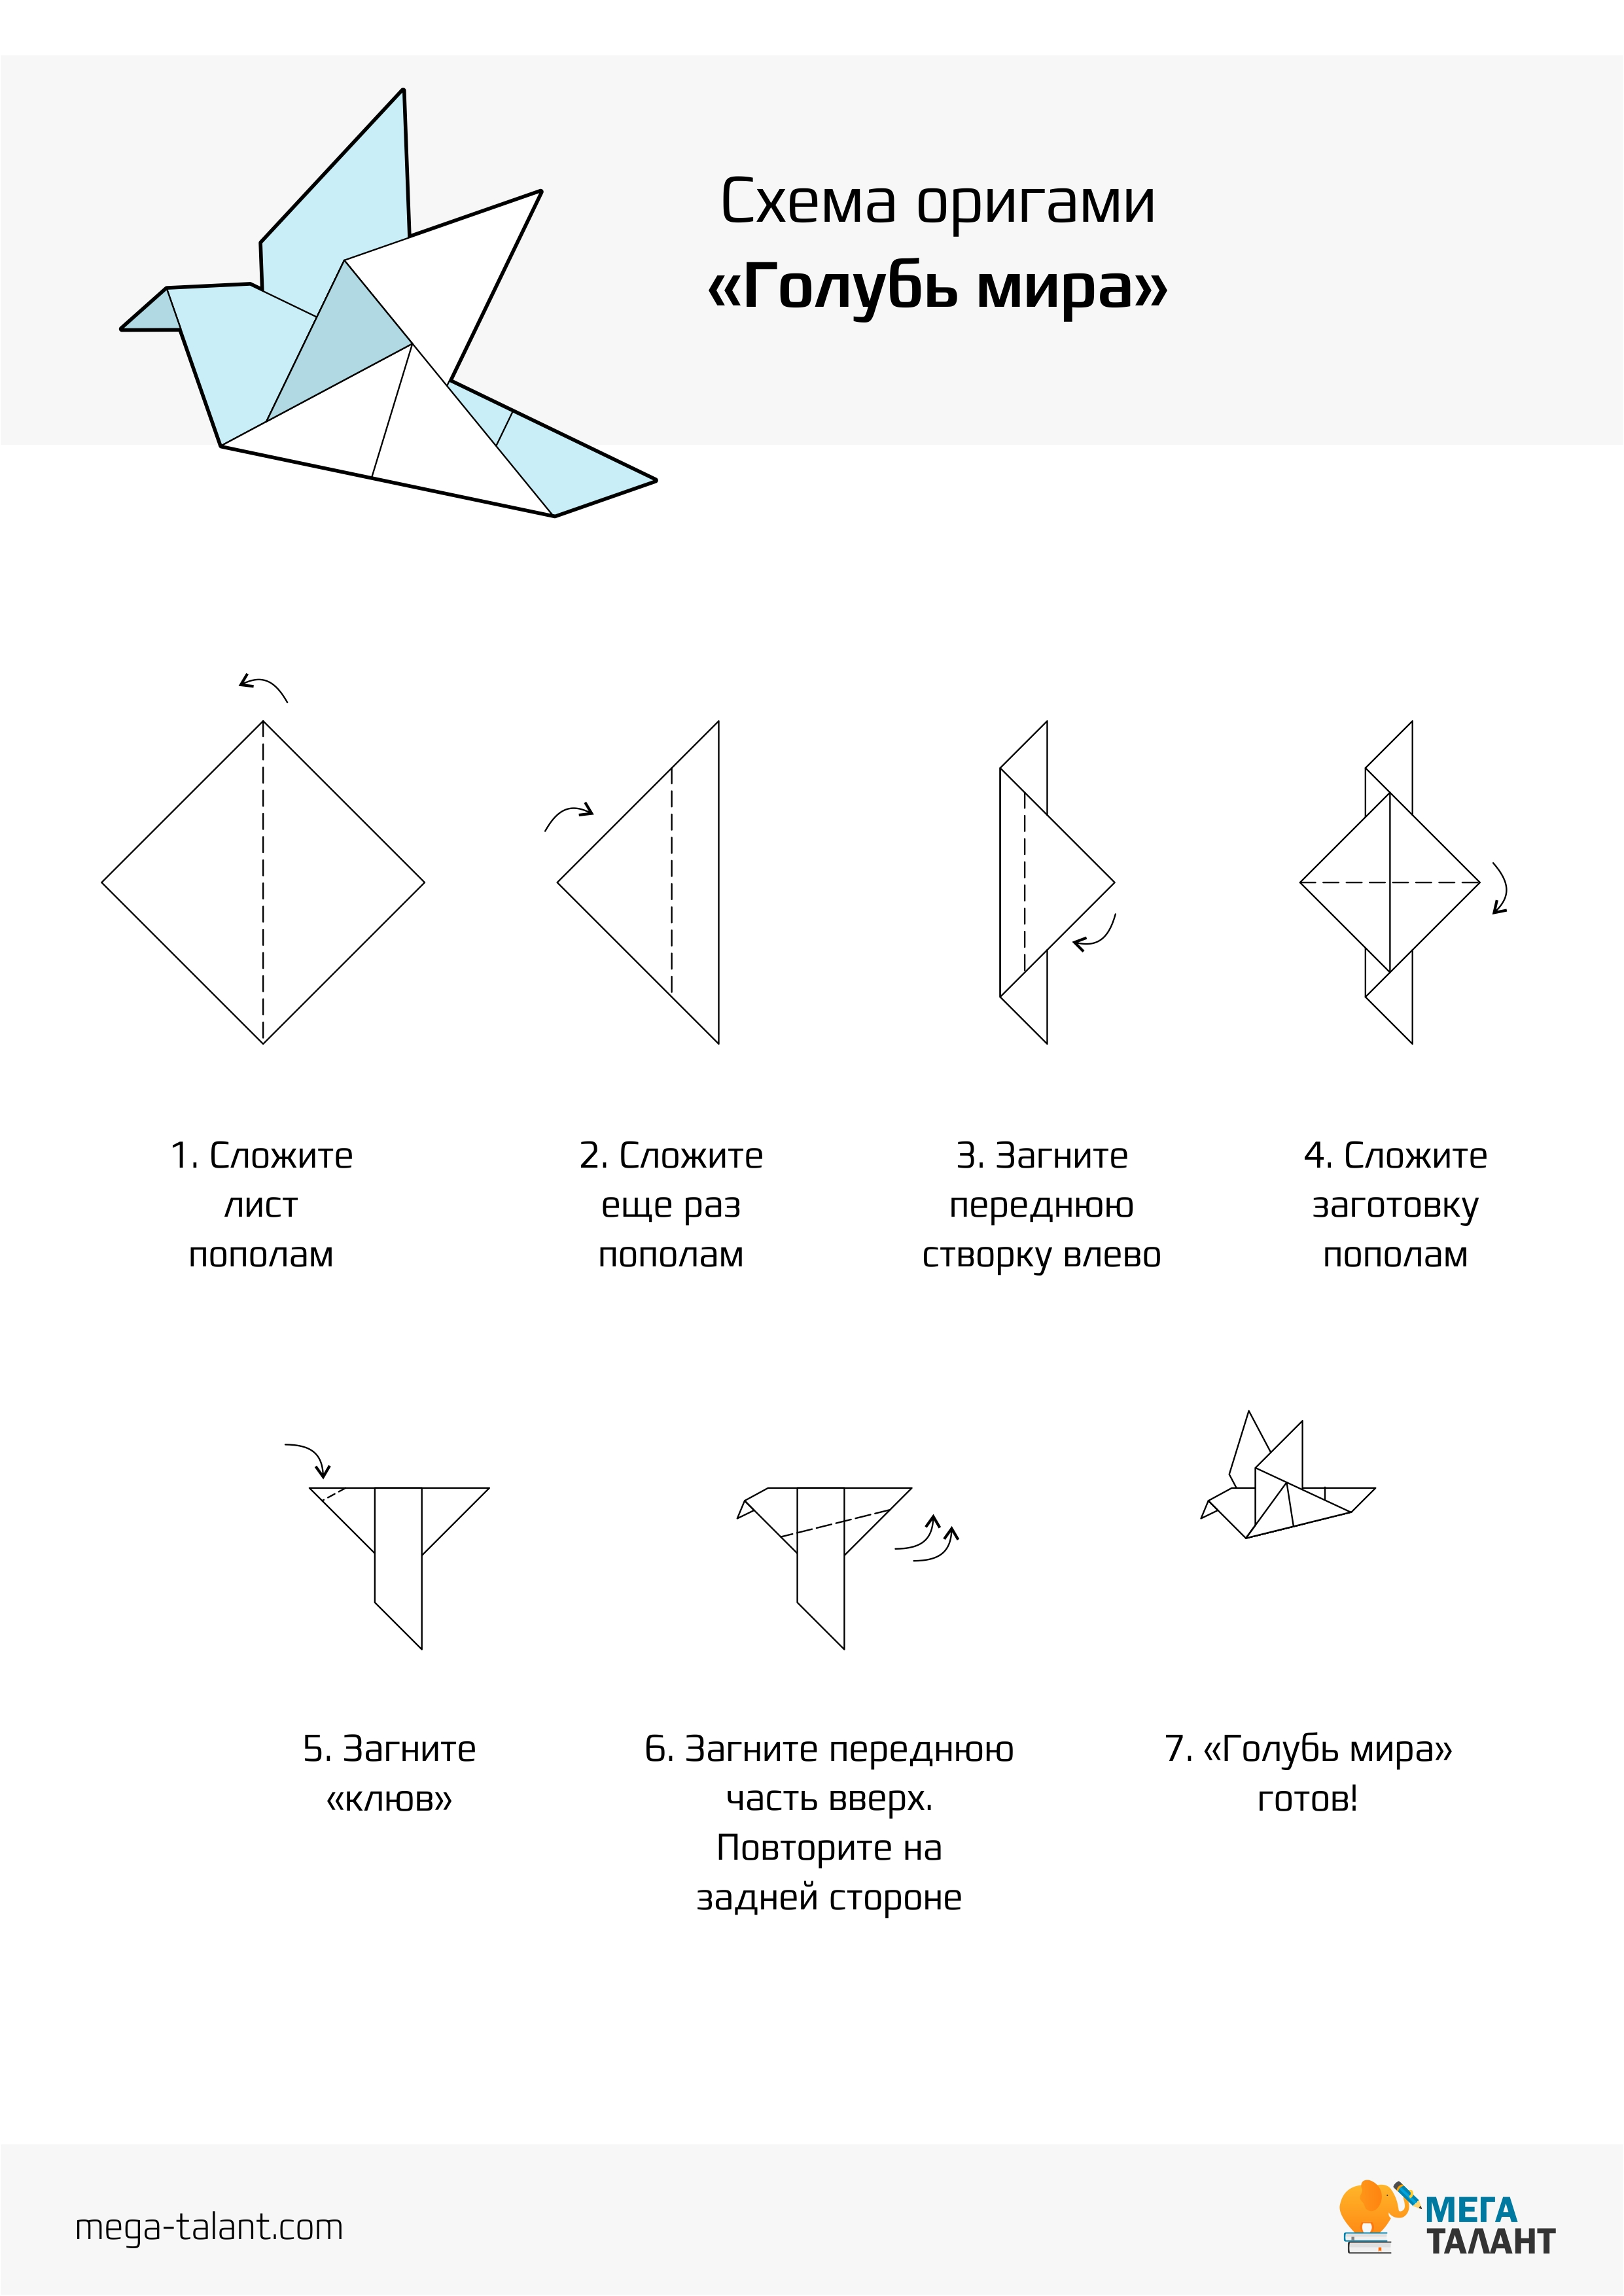 Схема оригами
«Голубь мира»
1. Сложите
лист
пополам
2. Сложите
еще раз
пополам
3. Загните
переднюю
створку влево
4. Сложите
заготовку
пополам
5. Загните
«клюв»
6. Загните переднюю
часть вверх.
Повторите на
задней стороне
7. «Голубь мира»
готов!
mega-talant.com
МЕГА
ТАЛАНТ